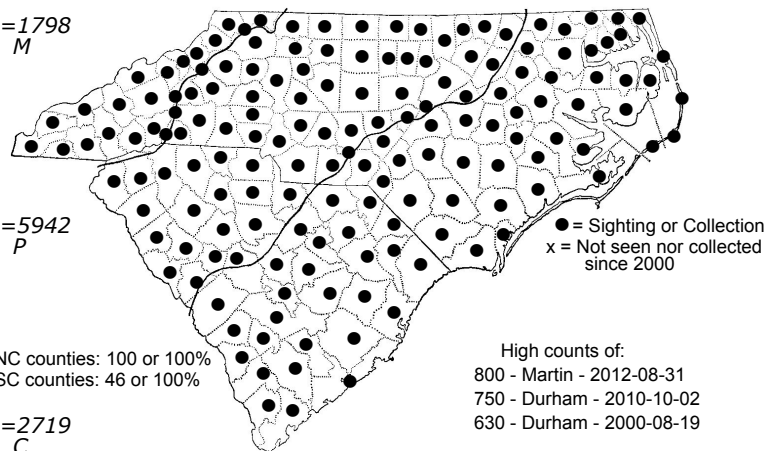 =1798
M
=5942
P
● = Sighting or Collection
x = Not seen nor collected
since 2000
NC counties: 100 or 100%
SC counties: 46 or 100%
High counts of:
800 - Martin - 2012-08-31
750 - Durham - 2010-10-02
630 - Durham - 2000-08-19
=2719
C